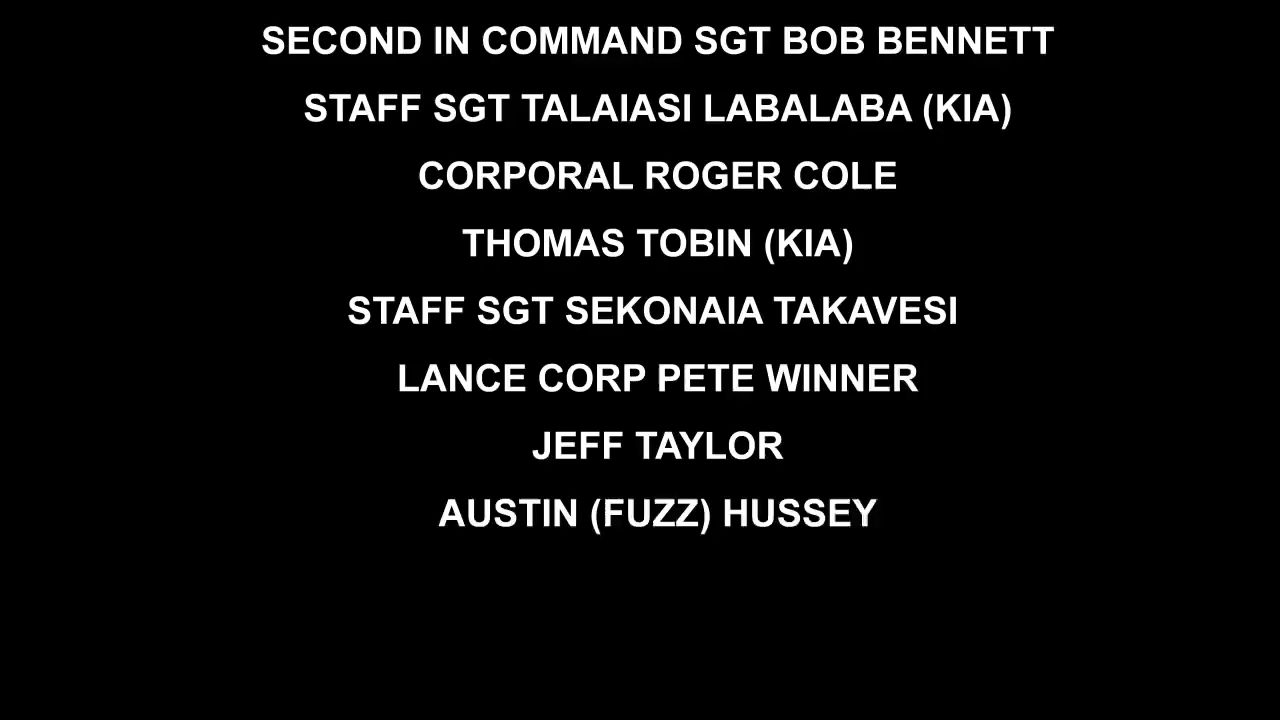 SECOND IN COMMAND SGT BOB BENNETT
STAFF SGT TALAIASI LABALABA (KIA)
CORPORAL ROGER COLE
THOMAS TOBIN (KIA)
STAFF SGT SEKONAIA TAKAVESI
LANCE CORP PETE WINNER
JEFF TAYLOR
AUSTIN (FUZZ) HUSSEY